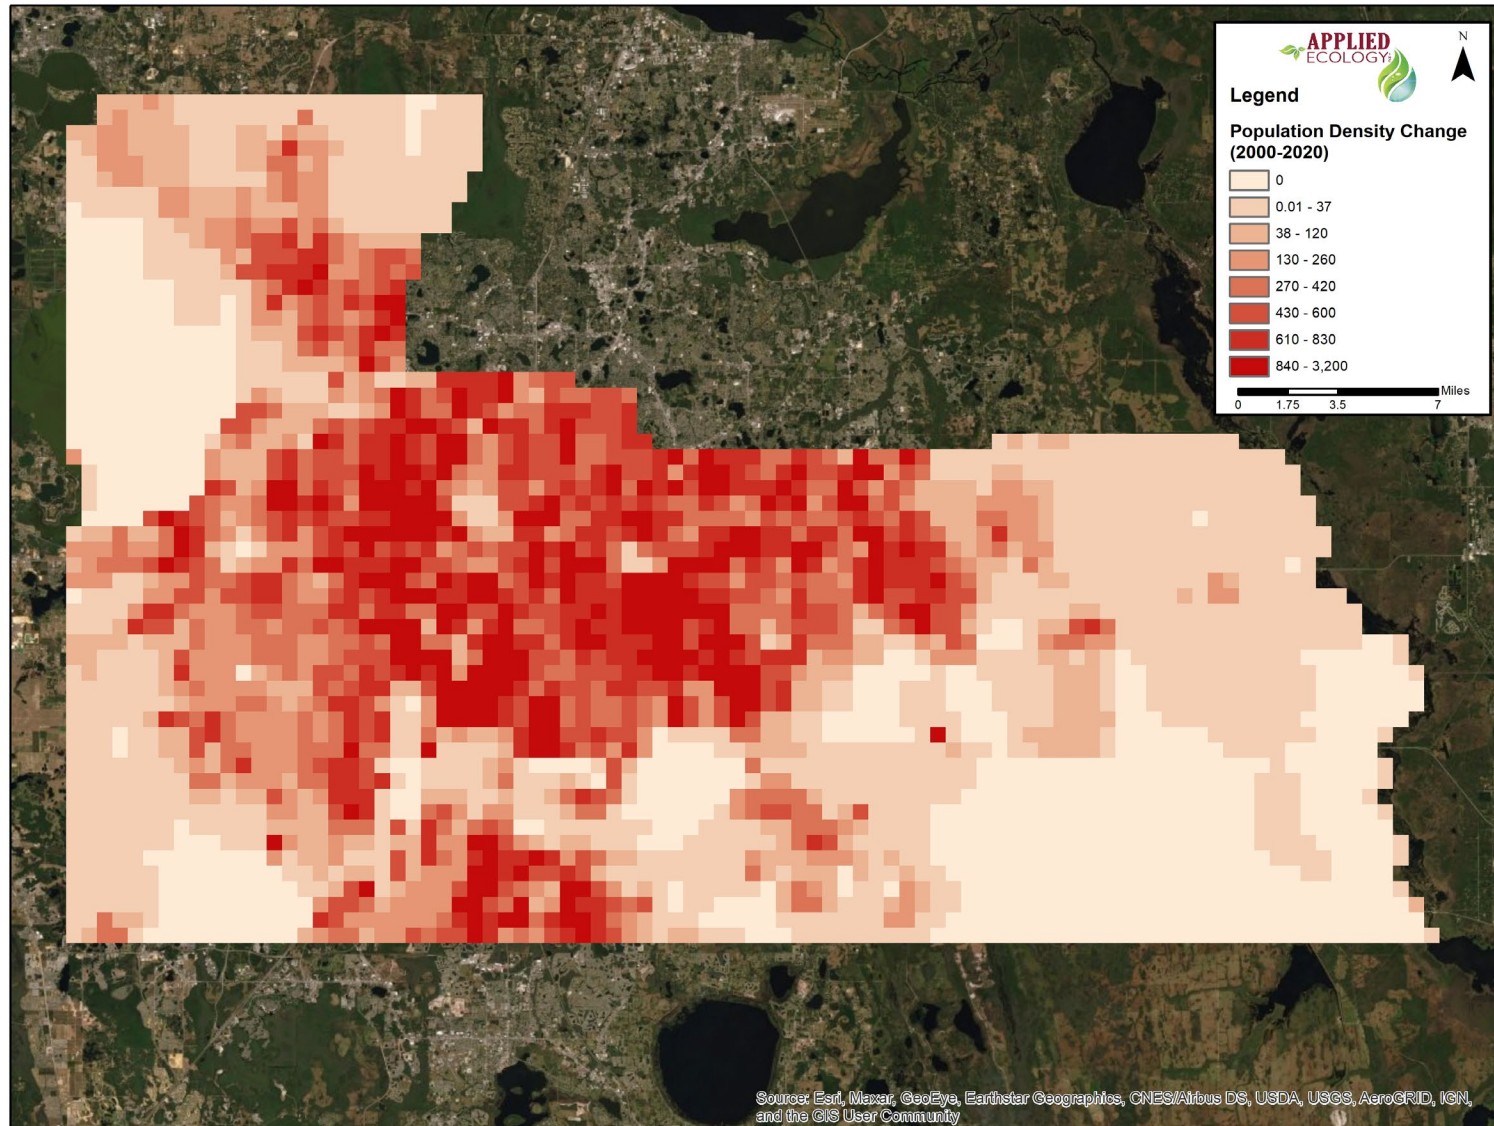 APPLIED
ECOLOGY
N
Legend
Population Density Change
(2000-2020)
0
0.01 - 37
38 - 120
130 - 260
270 - 420
430 - 600
610 - 830
840 - 3,200
Miles
0 1.75 3.5 7
Source: Esri, Maxar, GeoEye, Earthstar Geographics, CNES/Airbus DS, USDA, USGS, AeroGRID, IGN,
and the GIS User Community